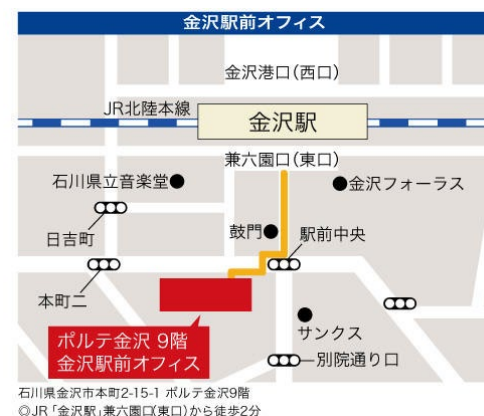 金沢駅前オフィス
金沢港口(西口)
JR北陸本線
金沢駅
兼六園口(東口)
石川県立音楽堂
金沢フォーラス
日吉町
鼓門
駅前中央
本町二
サンクス
ポルテ金沢 9階
金沢駅前オフィス
別院通り口
石川県金沢市本町2-15-1 ポルテ金沢9階
◎JR「金沢駅」兼六園口(東口)から徒歩2分